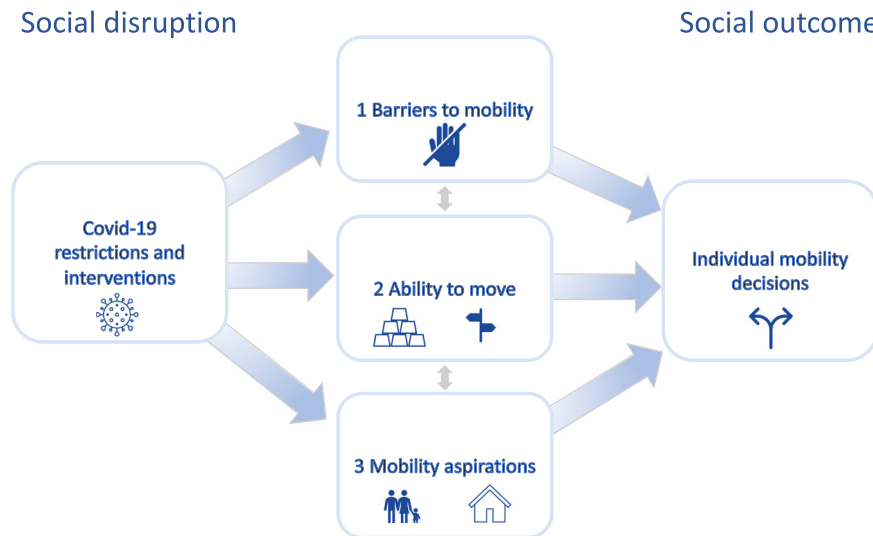 Social disruption
Social outcome
1 Barriers to mobility
Covid-19
restrictions and
interventions
2 Ability to move
Individual mobility
decisions
3 Mobility aspirations